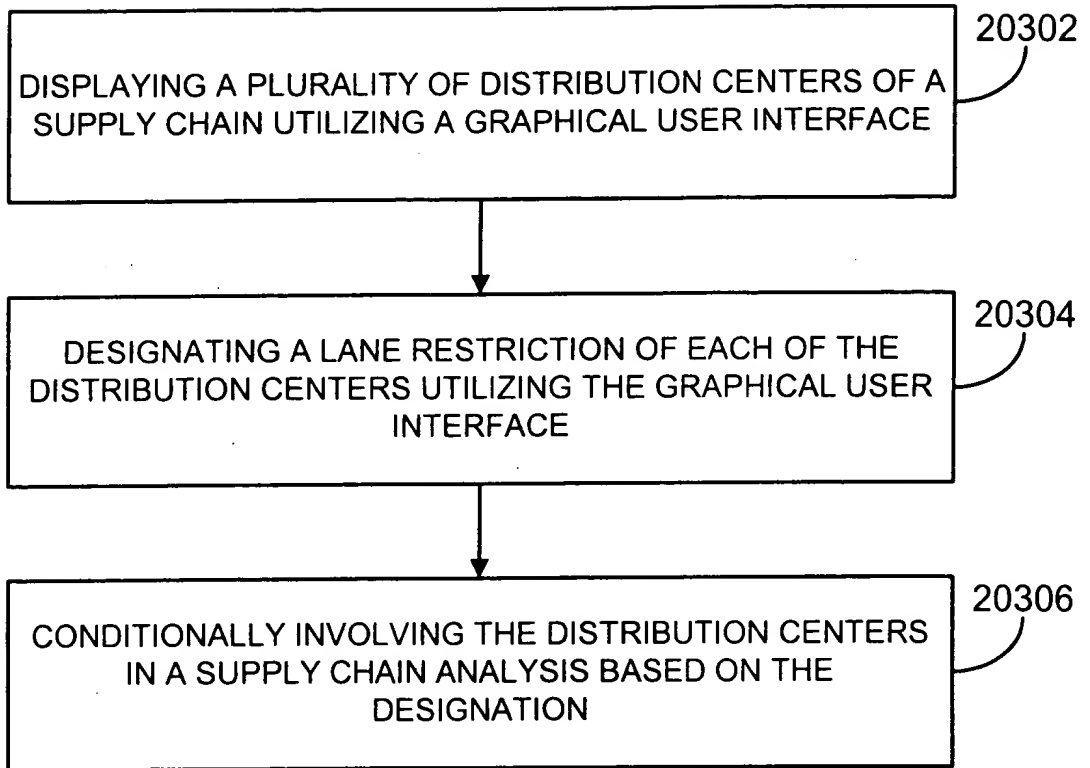 20302
DISPLAYING A PLURALITY OF DISTRIBUTION CENTERS OF A
SUPPLY CHAIN UTILIZING A GRAPHICAL USER INTERFACE
20304
DESIGNATING A LANE RESTRICTION OF EACH OF THE
DISTRIBUTION CENTERS UTILIZING THE GRAPHICAL USER
INTERFACE
20306
CONDITIONALLY INVOLVING THE DISTRIBUTION CENTERS
IN A SUPPLY CHAIN ANALYSIS BASED ON THE
DESIGNATION